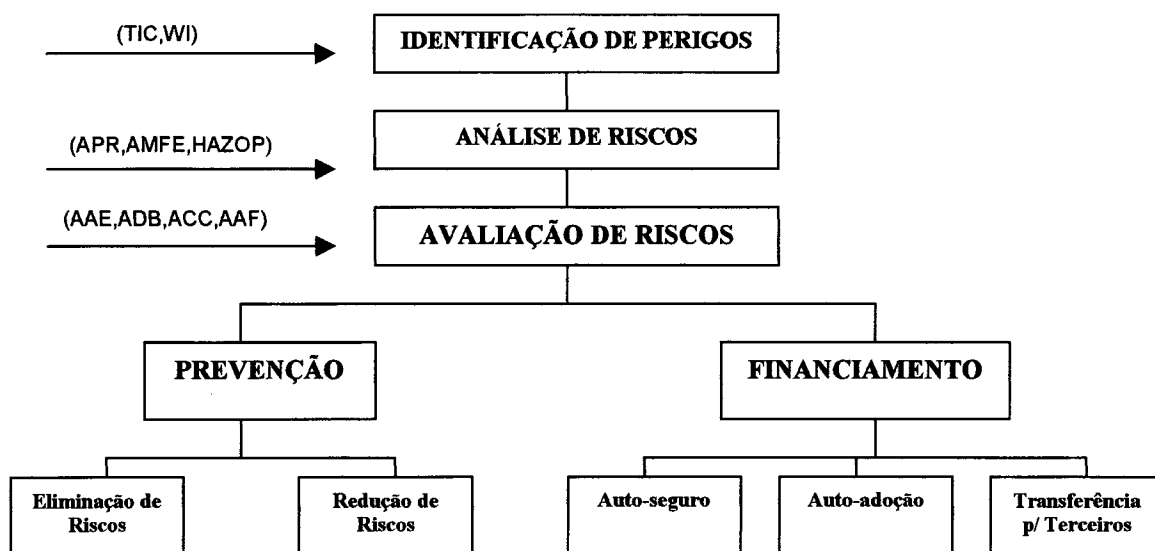 (TIC,WI)
IDENTIFICAÇÃO DE PERIGOS
(APR,AMFE,HAZOP)
ANÁLISE DE RISCOS
(AAE,ADB,ACC,AAF)
AVALIAÇÃO DE RISCOS
PREVENÇÃO
FINANCIAMENTO
Eliminação de
Riscos
Redução de
Riscos
Auto-seguro
Auto-adoção
Transferência
p/ Terceiros